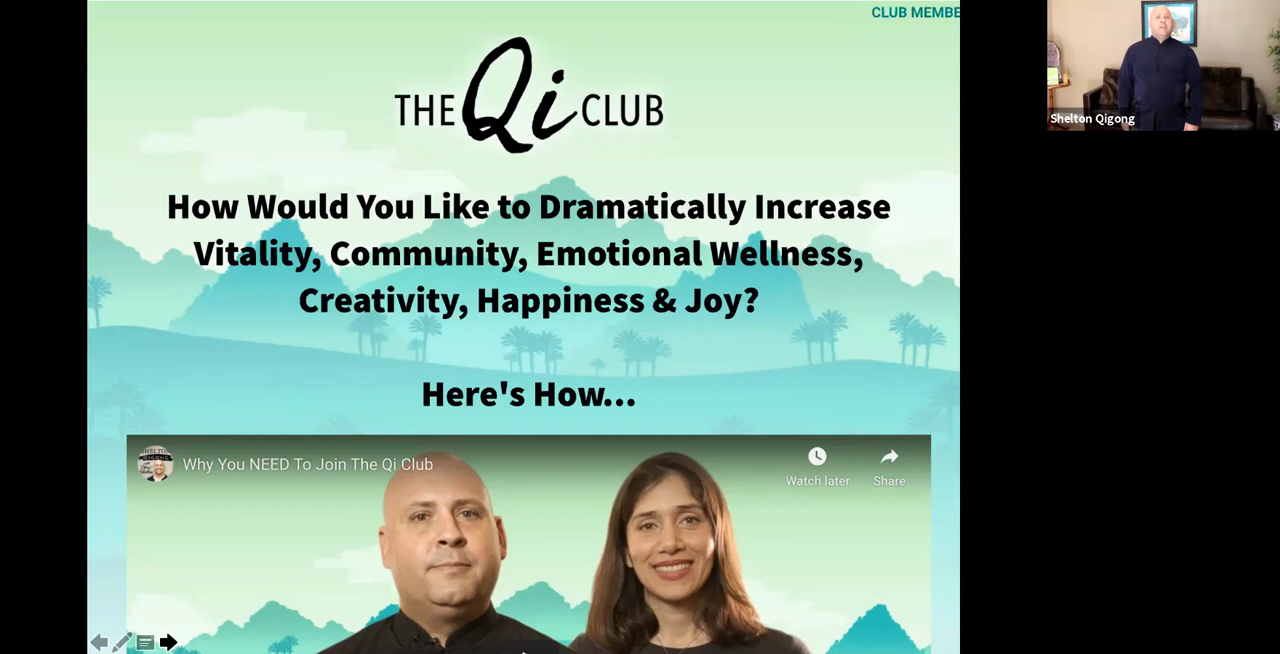 CLUB MEMBE
THE Qi CLUB
How Would You Like to Dramatically Increase
Vitality, Community, Emotional Wellness,
Creativity, Happiness & Joy?
Here's How...
Why You NEED To Join The Qi Club
Watch later
Share
Shelton Qigong